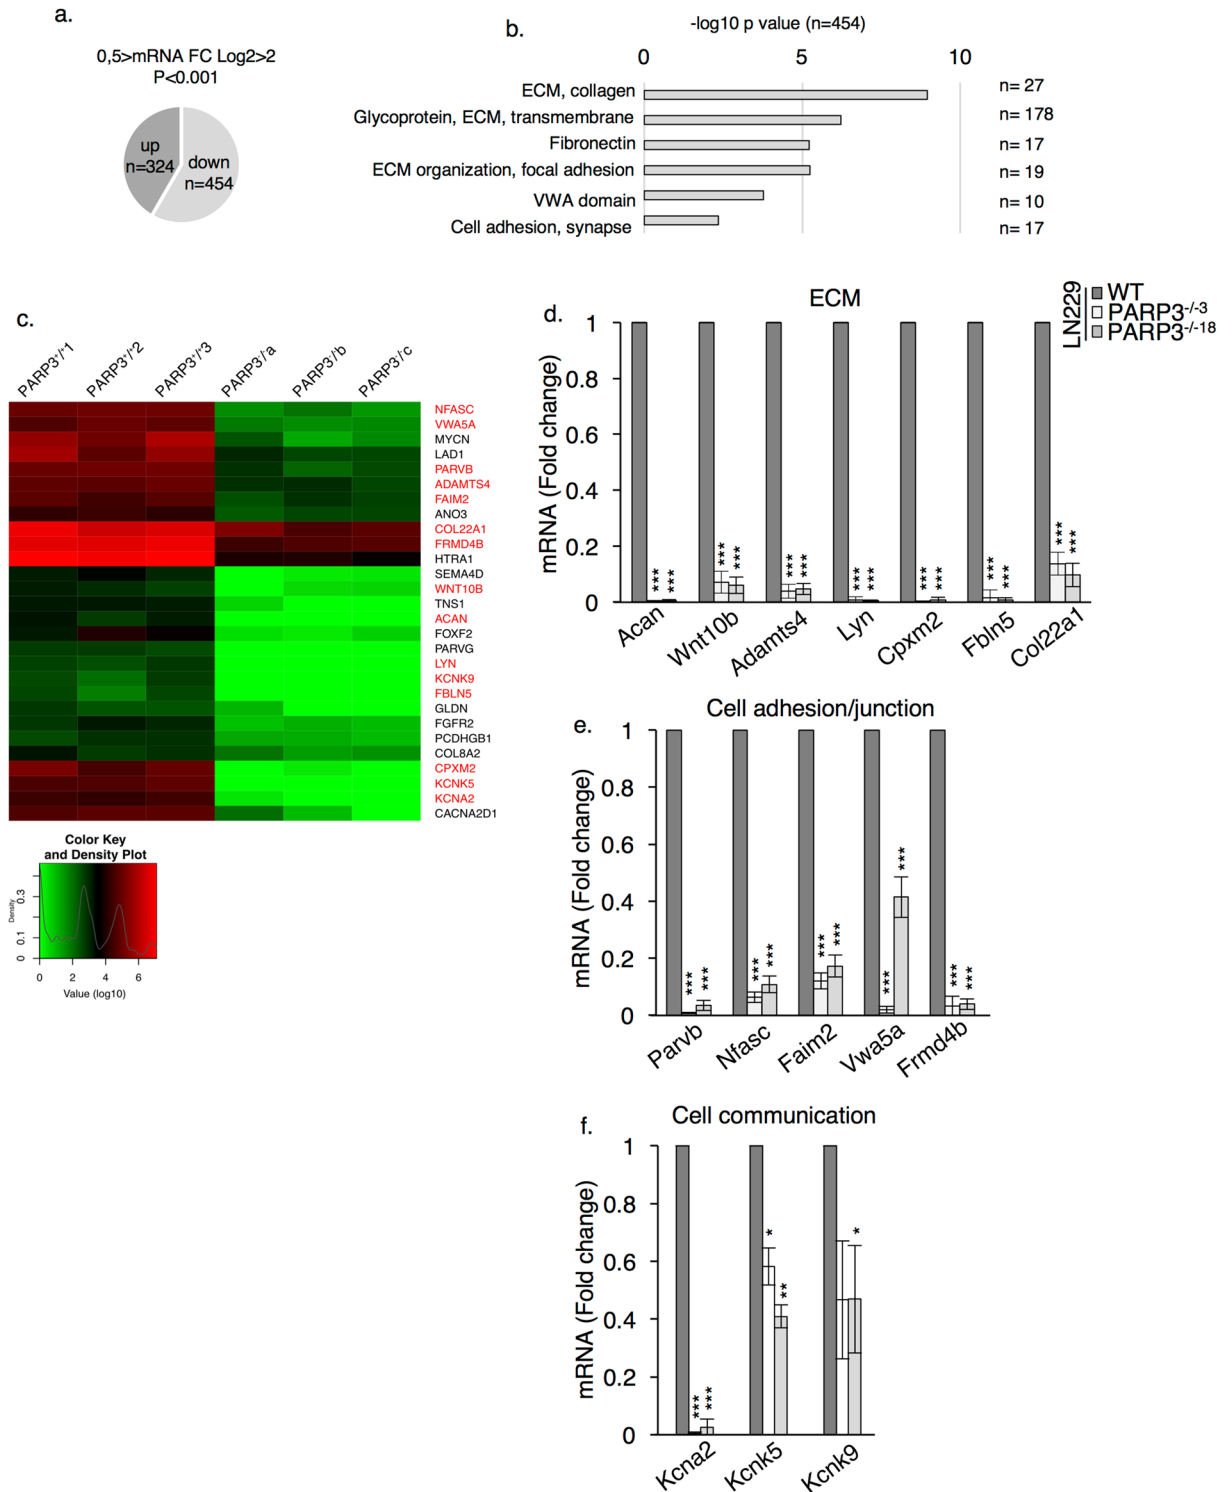 a.
0,5>mRNA FC Log2>2
P<0.001
up
n=324
down
n=454
b.
-log10 p value (n=454)
0 5 10
ECM, collagen n= 27
Glycoprotein, ECM, transmembrane n= 178
Fibronectin n= 17
ECM organization, focal adhesion n= 19
VWA domain n= 10
Cell adhesion, synapse n= 17
c.
PARP3+/+1 PARP3+/+2 PARP3+/+3 PARP3-/-a PARP3-/-b PARP3-/-c
NFASC
VWA5A
MYCN
LAD1
PARVB
ADAMTS4
FAIM2
ANO3
COL22A1
FRMD4B
HTRA1
SEMA4D
WNT10B
TNS1
ACAN
FOXF2
PARVG
LYN
KCNK9
FBLN5
GLDN
FGFR2
PCDHGB1
COL8A2
CPXM2
KCNK5
KCNA2
CACNA2D1
Color Key
and Density Plot
Density
0.3
0.1
0
0 2 4 6
Value (log10)
d.
ECM
LN229
WT
PARP3-/-3
PARP3-/-18
mRNA (Fold change)
1
0.8
0.6
0.4
0.2
0
*** *** *** *** *** *** *** *** *** *** *** *** *** ***
Acan Wnt10b Adamts4 Lyn Cpxm2 Fbln5 Col22a1
e.
Cell adhesion/junction
mRNA (Fold change)
1
0.8
0.6
0.4
0.2
0
*** *** *** *** *** *** *** *** *** ***
Parvb Nfasc Faim2 Vwa5a Frmd4b
f.
Cell communication
mRNA (Fold change)
1
0.8
0.6
0.4
0.2
0
*** *** * ** *
Kcna2 Kcnk5 Kcnk9